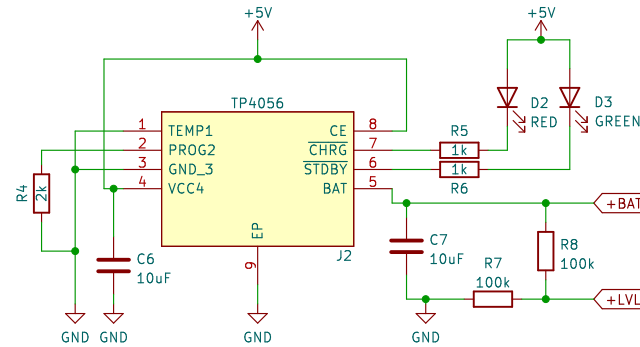 +5V
+5V
TP4056
1 TEMP1 CE 8
2 PROG2 CHRG 7
3 GND_3 STDBY 6
4 VCC4 BAT 5
EP
9
J2
R4
2k
C6
10uF
R5
1k
1k
R6
D2
RED
D3
GREEN
C7
10uF
R7
100k
R8
100k
+BAT
+LVL
GND
GND
GND
GND